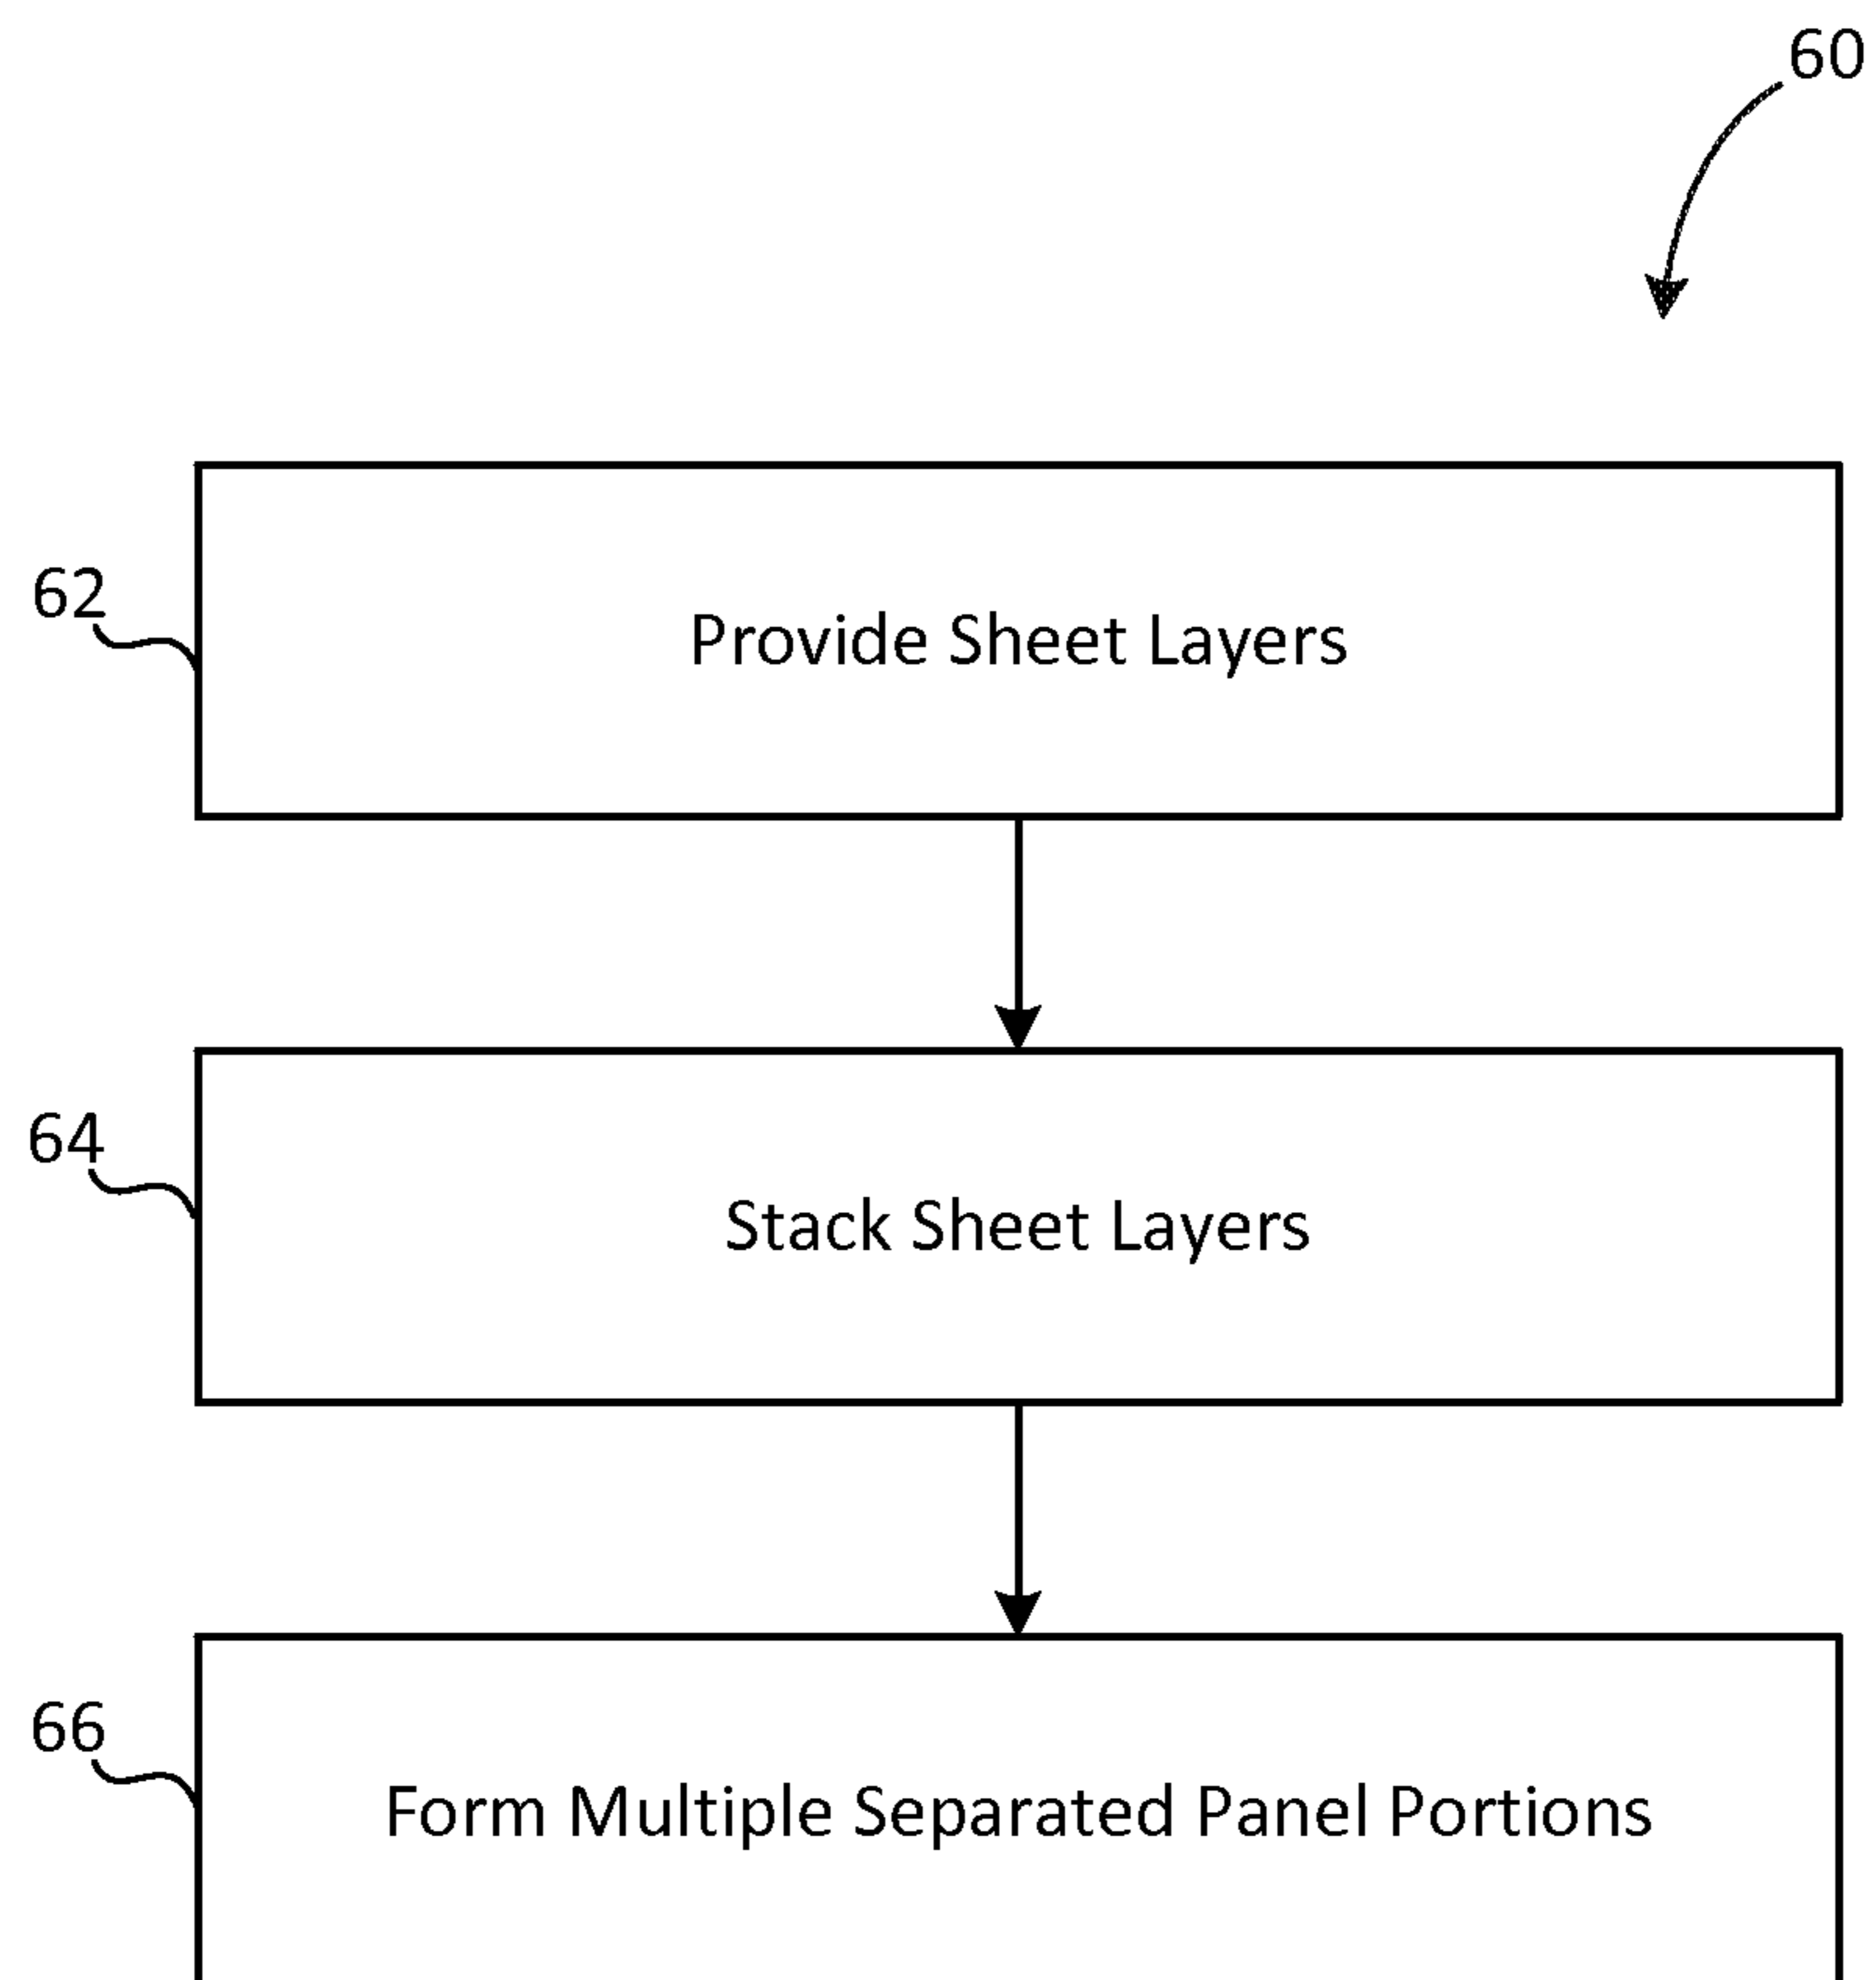 60
62
Provide Sheet Layers
64
Stack Sheet Layers
66
Form Multiple Separated Panel Portions